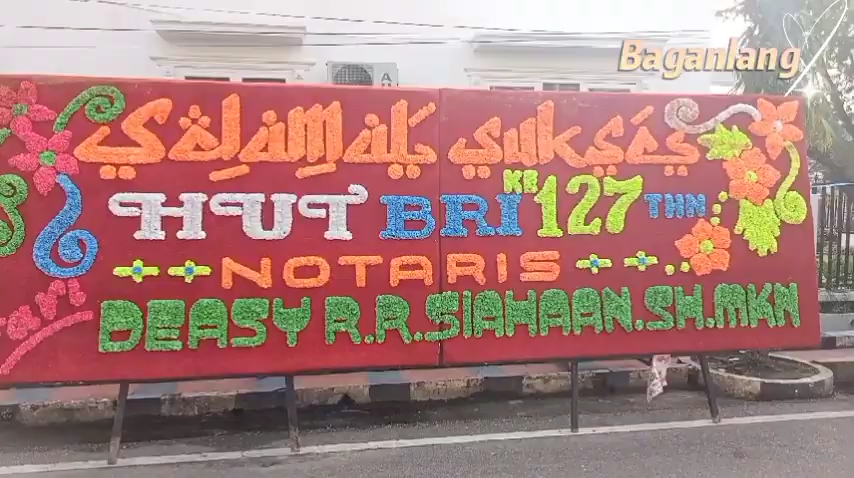 Baganlang
Selamat & Sukses
HUT BRI KE 127 THN
NOTARIS
DEASY R.R.SIAHAAN.SH.MKN